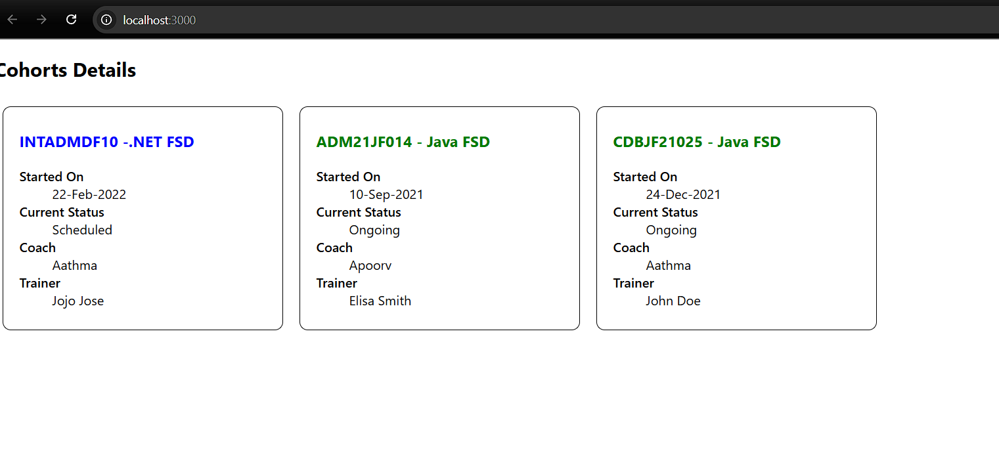 localhost:3000
Cohorts Details
INTADMDF10 -.NET FSD
Started On
22-Feb-2022
Current Status
Scheduled
Coach
Aathma
Trainer
Jojo Jose
ADM21JF014 - Java FSD
Started On
10-Sep-2021
Current Status
Ongoing
Coach
Apoorv
Trainer
Elisa Smith
CDBJF21025 - Java FSD
Started On
24-Dec-2021
Current Status
Ongoing
Coach
Aathma
Trainer
John Doe